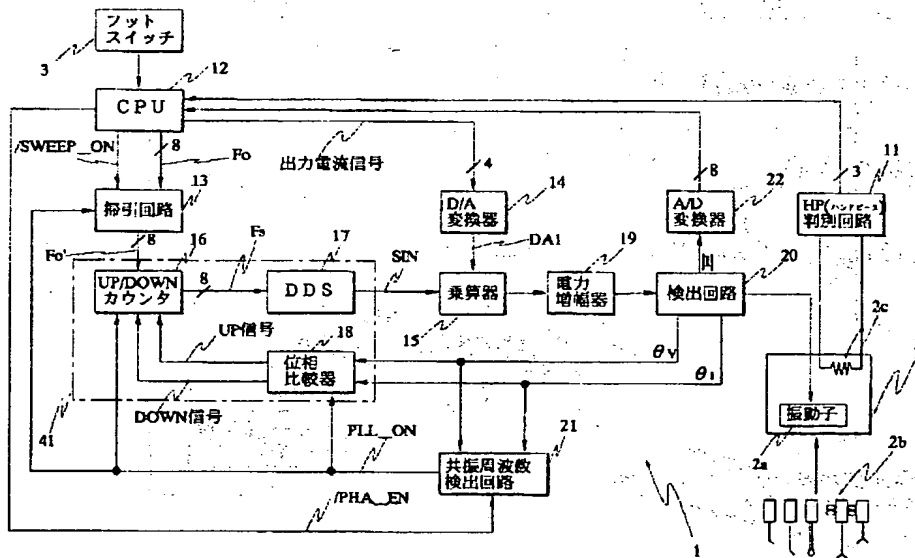 フット
スイッチ
3
12
CPU
/SWEEP_ON
8
Fo
出力電流信号
4
8
3
11
13
掃引回路
14
D/A
変換器
22
A/D
変換器
HP(ハンドピース)
判別回路
Fo'
8
16
Fs
17
SIN
DA1
19
|I|
20
UP/DOWN
カウンタ
8
DDS
乗算器
電力
増幅器
検出回路
2c
UP信号
18
15
位相
比較器
θV
θI
振動子
DOWN信号
41
PLL_ON
21
2a
2b
共振周波数
検出回路
/PHA_EN
1